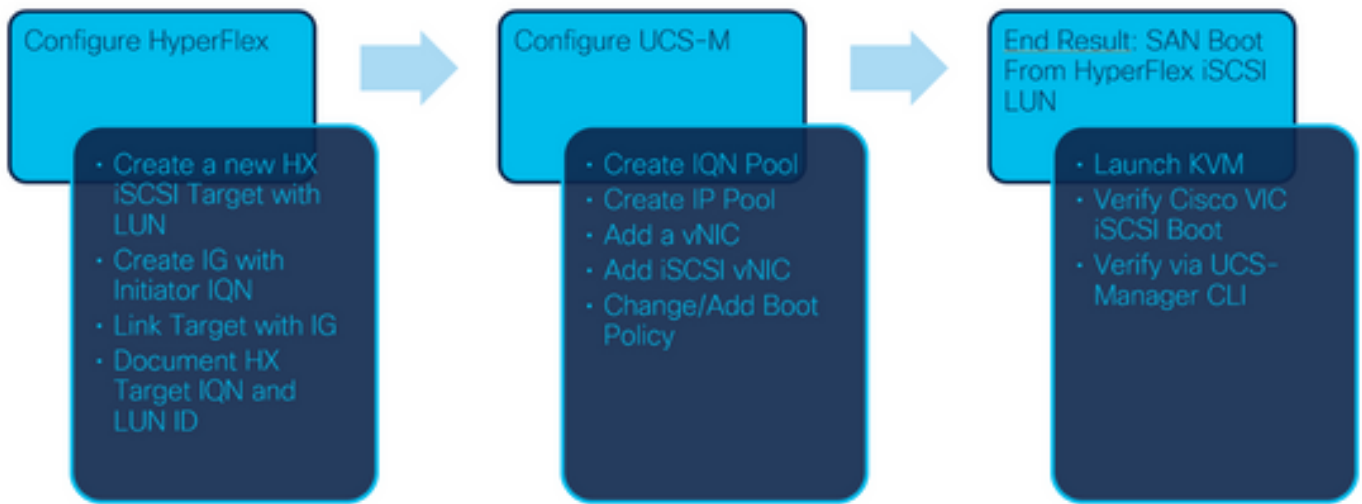 Configure HyperFlex
• Create a new HX
iSCSI Target with
LUN
• Create IG with
Initiator IQN
• Link Target with IG
• Document HX
Target IQN and
LUN ID
Configure UCS-M
• Create IQN Pool
• Create IP Pool
• Add a vNIC
• Add iSCSI vNIC
• Change/Add Boot
Policy
End Result: SAN Boot
From HyperFlex iSCSI
LUN
• Launch KVM
• Verify Cisco VIC
iSCSI Boot
• Verify via UCS-
Manager CLI